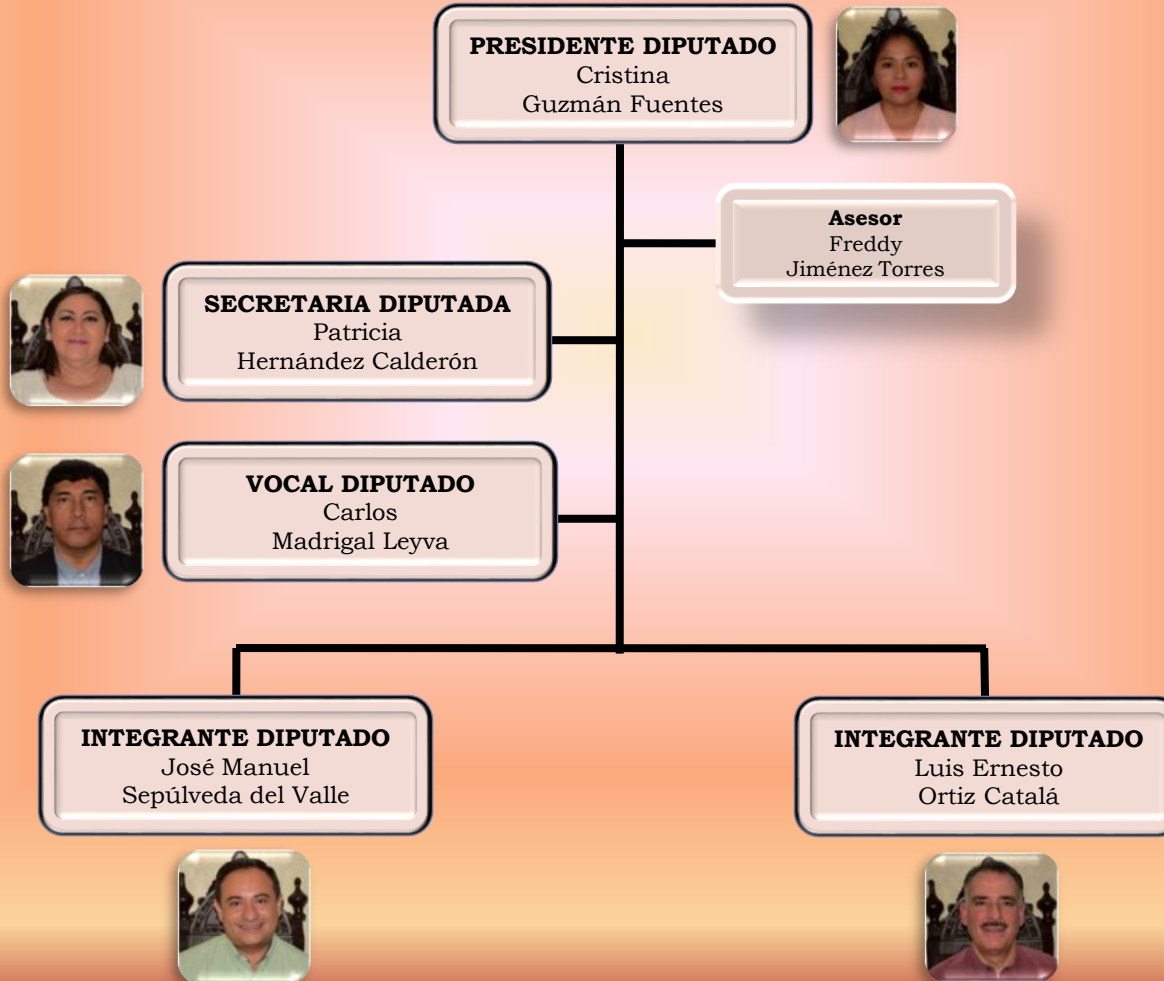 PRESIDENTE DIPUTADO
Cristina
Guzmán Fuentes
Asesor
Freddy
Jiménez Torres
SECRETARIA DIPUTADA
Patricia
Hernández Calderón
VOCAL DIPUTADO
Carlos
Madrigal Leyva
INTEGRANTE DIPUTADO
José Manuel
Sepúlveda del Valle
INTEGRANTE DIPUTADO
Luis Ernesto
Ortiz Catalá